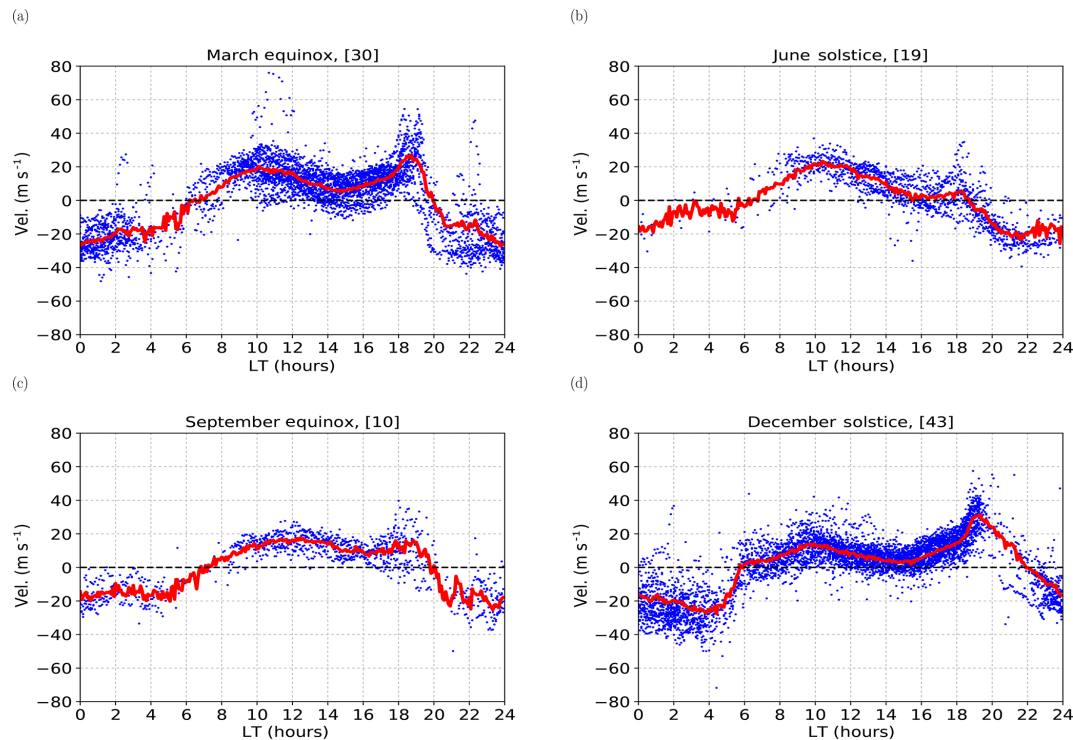 (a)
March equinox, [30]
80
60
40
20
0
−20
−40
−60
−80
Vel. (m s⁻¹)
0 2 4 6 8 10 12 14 16 18 20 22 24
LT (hours)
(b)
June solstice, [19]
80
60
40
20
0
−20
−40
−60
−80
Vel. (m s⁻¹)
0 2 4 6 8 10 12 14 16 18 20 22 24
LT (hours)
(c)
September equinox, [10]
80
60
40
20
0
−20
−40
−60
−80
Vel. (m s⁻¹)
0 2 4 6 8 10 12 14 16 18 20 22 24
LT (hours)
(d)
December solstice, [43]
80
60
40
20
0
−20
−40
−60
−80
Vel. (m s⁻¹)
0 2 4 6 8 10 12 14 16 18 20 22 24
LT (hours)